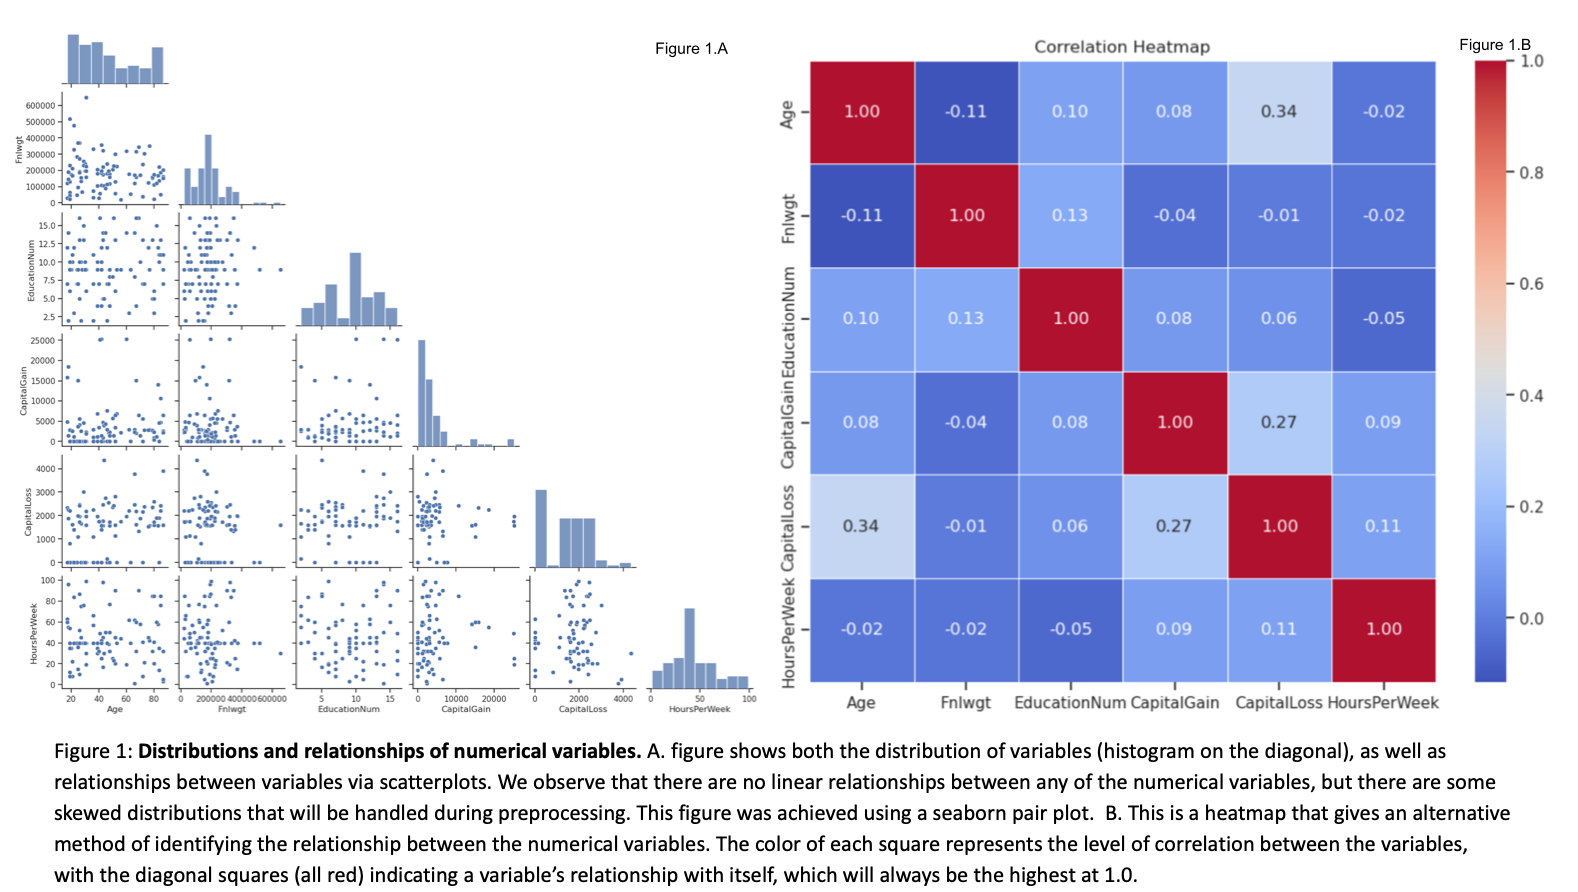 Figure 1.A
600000
500000
400000
300000
200000
100000
0
Fnlwgt
15.0
12.5
10.0
7.5
5.0
2.5
EducationNum
25000
20000
15000
10000
5000
0
CapitalGain
4000
3000
2000
1000
0
CapitalLoss
100
80
60
40
20
0
HoursPerWeek
20 40 60 80
Age
0 200000 400000 600000
Fnlwgt
5 10 15
EducationNum
0 10000 20000
CapitalGain
0 2000 4000
CapitalLoss
0 50 100
HoursPerWeek
Correlation Heatmap
Figure 1.B
Age
1.00 -0.11 0.10 0.08 0.34 -0.02
Fnlwgt
-0.11 1.00 0.13 -0.04 -0.01 -0.02
EducationNum
0.10 0.13 1.00 0.08 0.06 -0.05
CapitalGain
0.08 -0.04 0.08 1.00 0.27 0.09
CapitalLoss
0.34 -0.01 0.06 0.27 1.00 0.11
HoursPerWeek
-0.02 -0.02 -0.05 0.09 0.11 1.00
Age Fnlwgt EducationNum CapitalGain CapitalLoss HoursPerWeek
1.0
0.8
0.6
0.4
0.2
0.0
Figure 1: Distributions and relationships of numerical variables. A. figure shows both the distribution of variables (histogram on the diagonal), as well as
relationships between variables via scatterplots. We observe that there are no linear relationships between any of the numerical variables, but there are some
skewed distributions that will be handled during preprocessing. This figure was achieved using a seaborn pair plot. B. This is a heatmap that gives an alternative
method of identifying the relationship between the numerical variables. The color of each square represents the level of correlation between the variables,
with the diagonal squares (all red) indicating a variable's relationship with itself, which will always be the highest at 1.0.